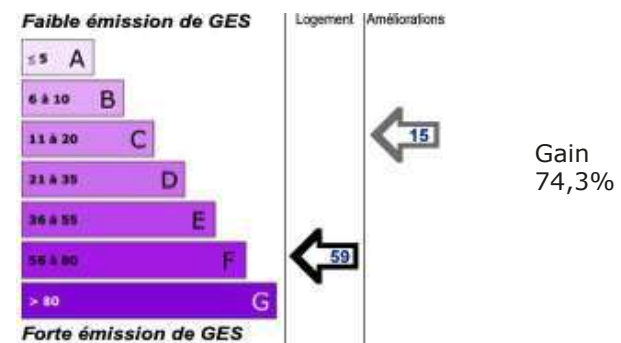 Faible émission de GES
Logement
Améliorations
≤ 5 A
6 à 10 B
11 à 20 C
15
Gain
74,3%
21 à 35 D
36 à 55 E
56 à 80 F
59
> 80 G
Forte émission de GES